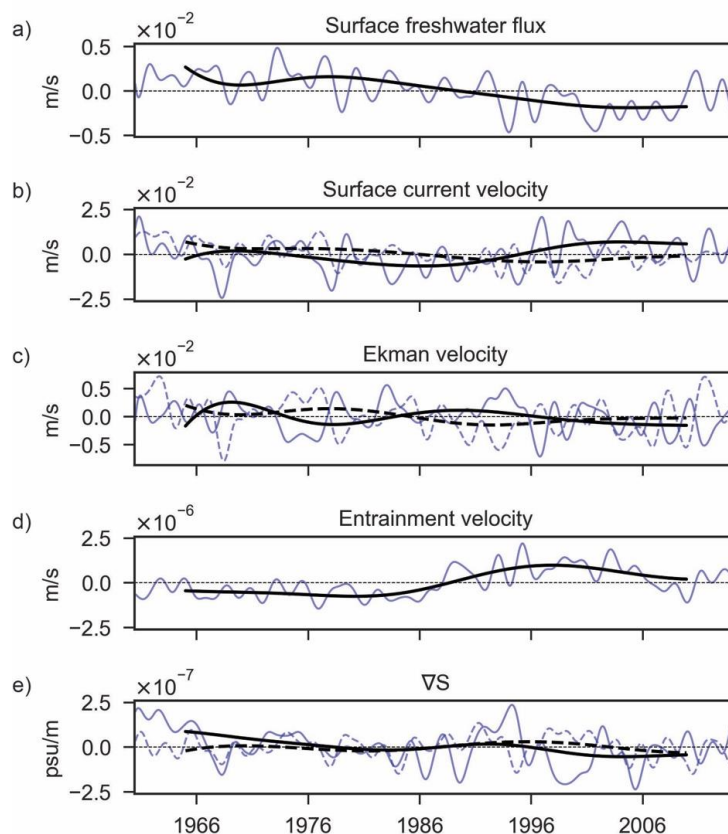 a)
×10⁻²
Surface freshwater flux
0.5
0.0
−0.5
m/s
b)
×10⁻²
Surface current velocity
2.5
0.0
−2.5
m/s
c)
×10⁻²
Ekman velocity
0.5
0.0
−0.5
m/s
d)
×10⁻⁶
Entrainment velocity
2.5
0.0
−2.5
m/s
e)
×10⁻⁷
∇S
2.5
0.0
−2.5
psu/m
1966 1976 1986 1996 2006